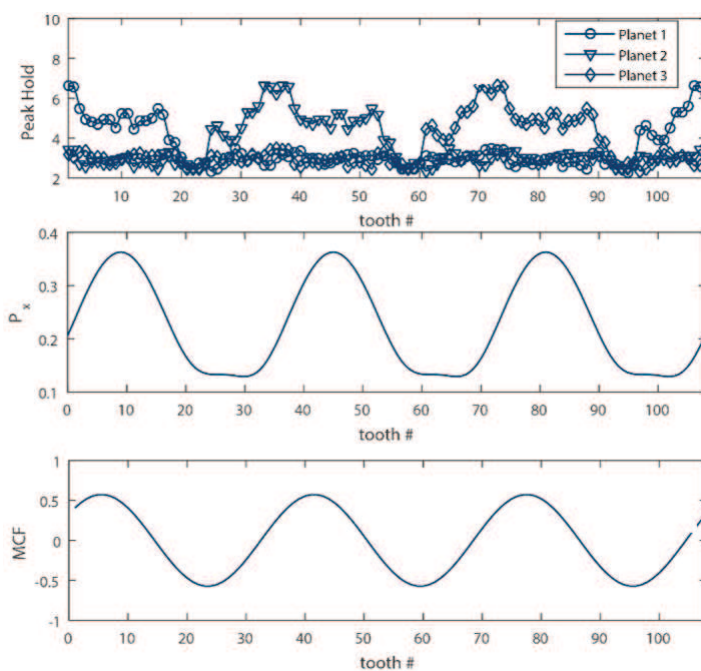 10
8
6
4
2
Peak Hold
Planet 1
Planet 2
Planet 3
10 20 30 40 50 60 70 80 90 100
tooth #
0.4
0.3
0.2
0.1
P x
0 10 20 30 40 50 60 70 80 90 100
tooth #
1
0.5
0
-0.5
-1
MCF
0 10 20 30 40 50 60 70 80 90 100
tooth #